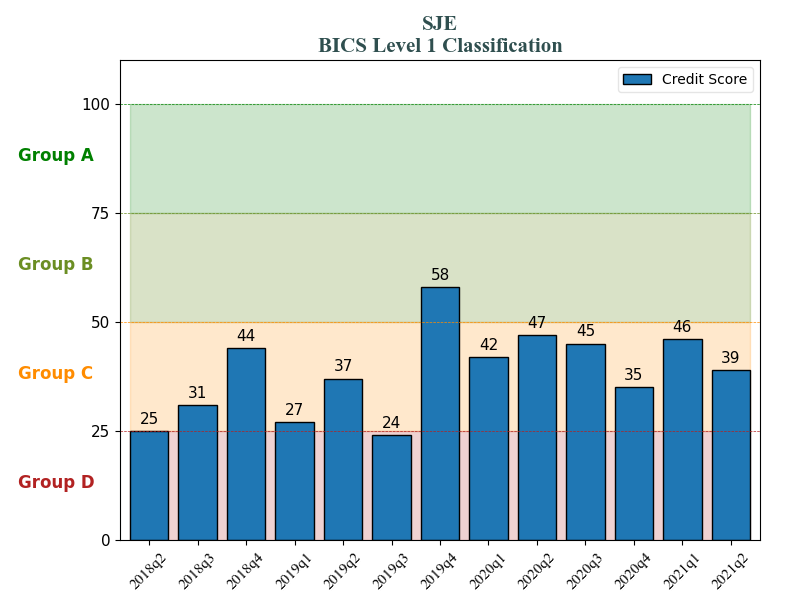 SJE
BICS Level 1 Classification
Credit Score
100
Group A
75
Group B
58
50
47
46
45
44
42
39
37
Group C
35
31
27
25
24
25
Group D
0
2018q2
2018q3
2018q4
2019q1
2019q2
2019q3
2019q4
2020q1
2020q2
2020q3
2020q4
2021q1
2021q2